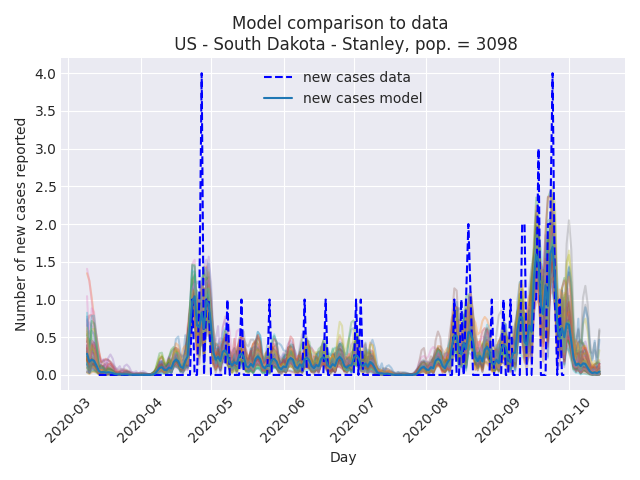 Model comparison to data
US - South Dakota - Stanley, pop. = 3098
new cases data
new cases model
Number of new cases reported
4.0
3.5
3.0
2.5
2.0
1.5
1.0
0.5
0.0
2020-03
2020-04
2020-05
2020-06
2020-07
2020-08
2020-09
2020-10
Day